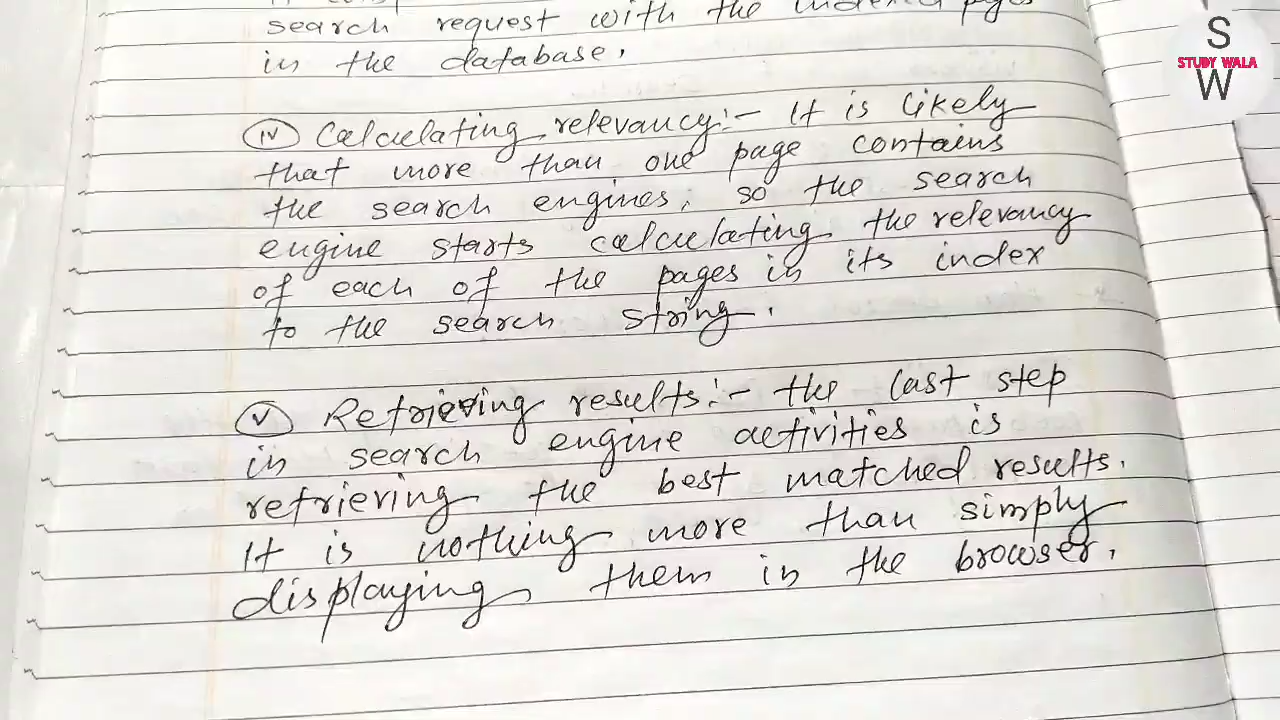 search request with the indexed pages
in the database.
(iv) Calculating relevancy:- It is likely
that more than one page contains
the search engines, so the search
engine starts calculating the relevancy
of each of the pages in its index
to the search string.
(v) Retrieving results:- the last step
in search engine activities is
retrieving the best matched results.
It is nothing more than simply
displaying them in the browser.
S
STUDY WALA
W